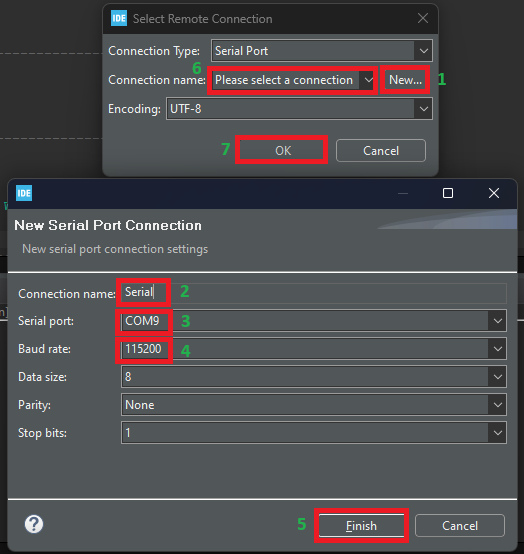 IDE Select Remote Connection
Connection Type: Serial Port
6
Connection name: Please select a connection New... 1
Encoding: UTF-8
7 OK Cancel
IDE
New Serial Port Connection
New serial port connection settings
Connection name: Serial 2
Serial port: COM9 3
Baud rate: 115200 4
Data size: 8
Parity: None
Stop bits: 1
? 5 Finish Cancel